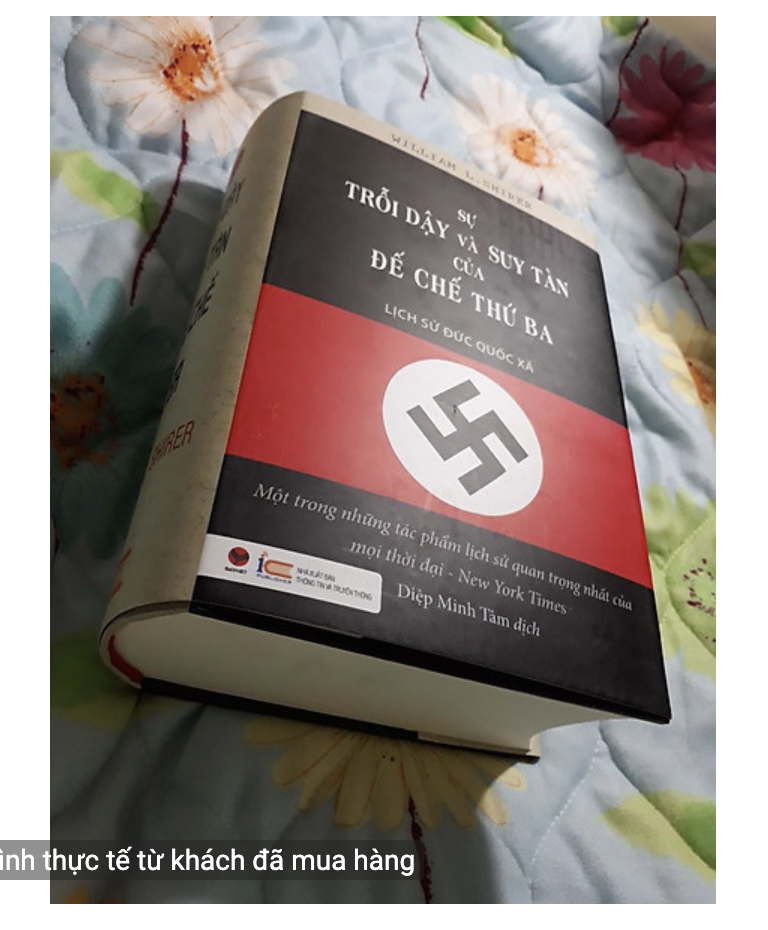 WILLIAM L.SHIRER
SỰ
TRỖI DẬY VÀ SUY TÀN
CỦA
ĐẾ CHẾ THỨ BA
LỊCH SỬ ĐỨC QUỐC XÃ
Một trong những tác phẩm lịch sử quan trọng nhất của
mọi thời đại - New York Times
Diệp Minh Tâm dịch
NHÀ XUẤT BẢN
THÔNG TIN VÀ TRUYỀN THÔNG
PUBLISHER
SHIRER
ình thực tế từ khách đã mua hàng